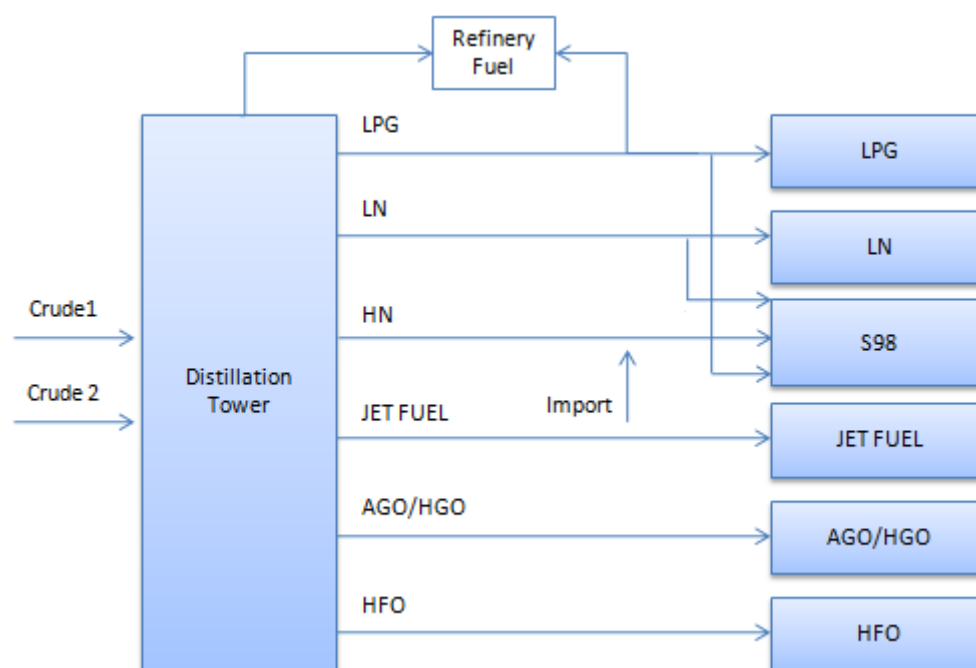 Refinery
Fuel
LPG
LPG
LN
LN
Crude1
HN
S98
Distillation
Tower
Crude 2
Import
JET FUEL
JET FUEL
AGO/HGO
AGO/HGO
HFO
HFO